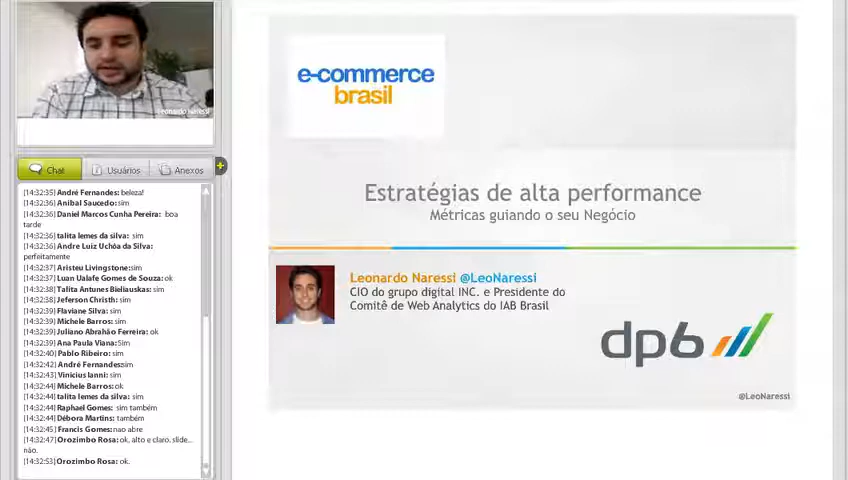 Leonardo Naressi
Chat
Usuários
Anexos
[14:32:35] André Fernandes: beleza!
[14:32:36] Anibal Saucedo: sim
[14:32:36] Daniel Marcos Cunha Pereira: boa
tarde
[14:32:36] talita lemes da silva: sim
[14:32:36] Andre Luiz Uchôa da Silva:
perfeitamente
[14:32:37] Aristeu Livingstone: sim
[14:32:37] Luan Ualafe Gomes de Souza: ok
[14:32:38] Talita Antunes Bieliauskas: sim
[14:32:38] Jeferson Christh: sim
[14:32:39] Flaviane Silva: sim
[14:32:39] Michele Barros: sim
[14:32:39] Juliano Abrahão Ferreira: ok
[14:32:39] Ana Paula Viana: Sim
[14:32:40] Pablo Ribeiro: sim
[14:32:42] André Fernandes: sim
[14:32:43] Vinicius Ianni: sim
[14:32:44] Michele Barros: ok
[14:32:44] talita lemes da silva: sim
[14:32:44] Raphael Gomes: sim também
[14:32:44] Débora Martins: também
[14:32:45] Francis Gomes: nao abre
[14:32:47] Orozimbo Rosa: ok, alto e claro. slide...
não.
[14:32:53] Orozimbo Rosa: ok.
e-commerce
brasil
Estratégias de alta performance
Métricas guiando o seu Negócio
Leonardo Naressi @LeoNaressi
CIO do grupo digital INC. e Presidente do
Comitê de Web Analytics do IAB Brasil
dp6
@LeoNaressi